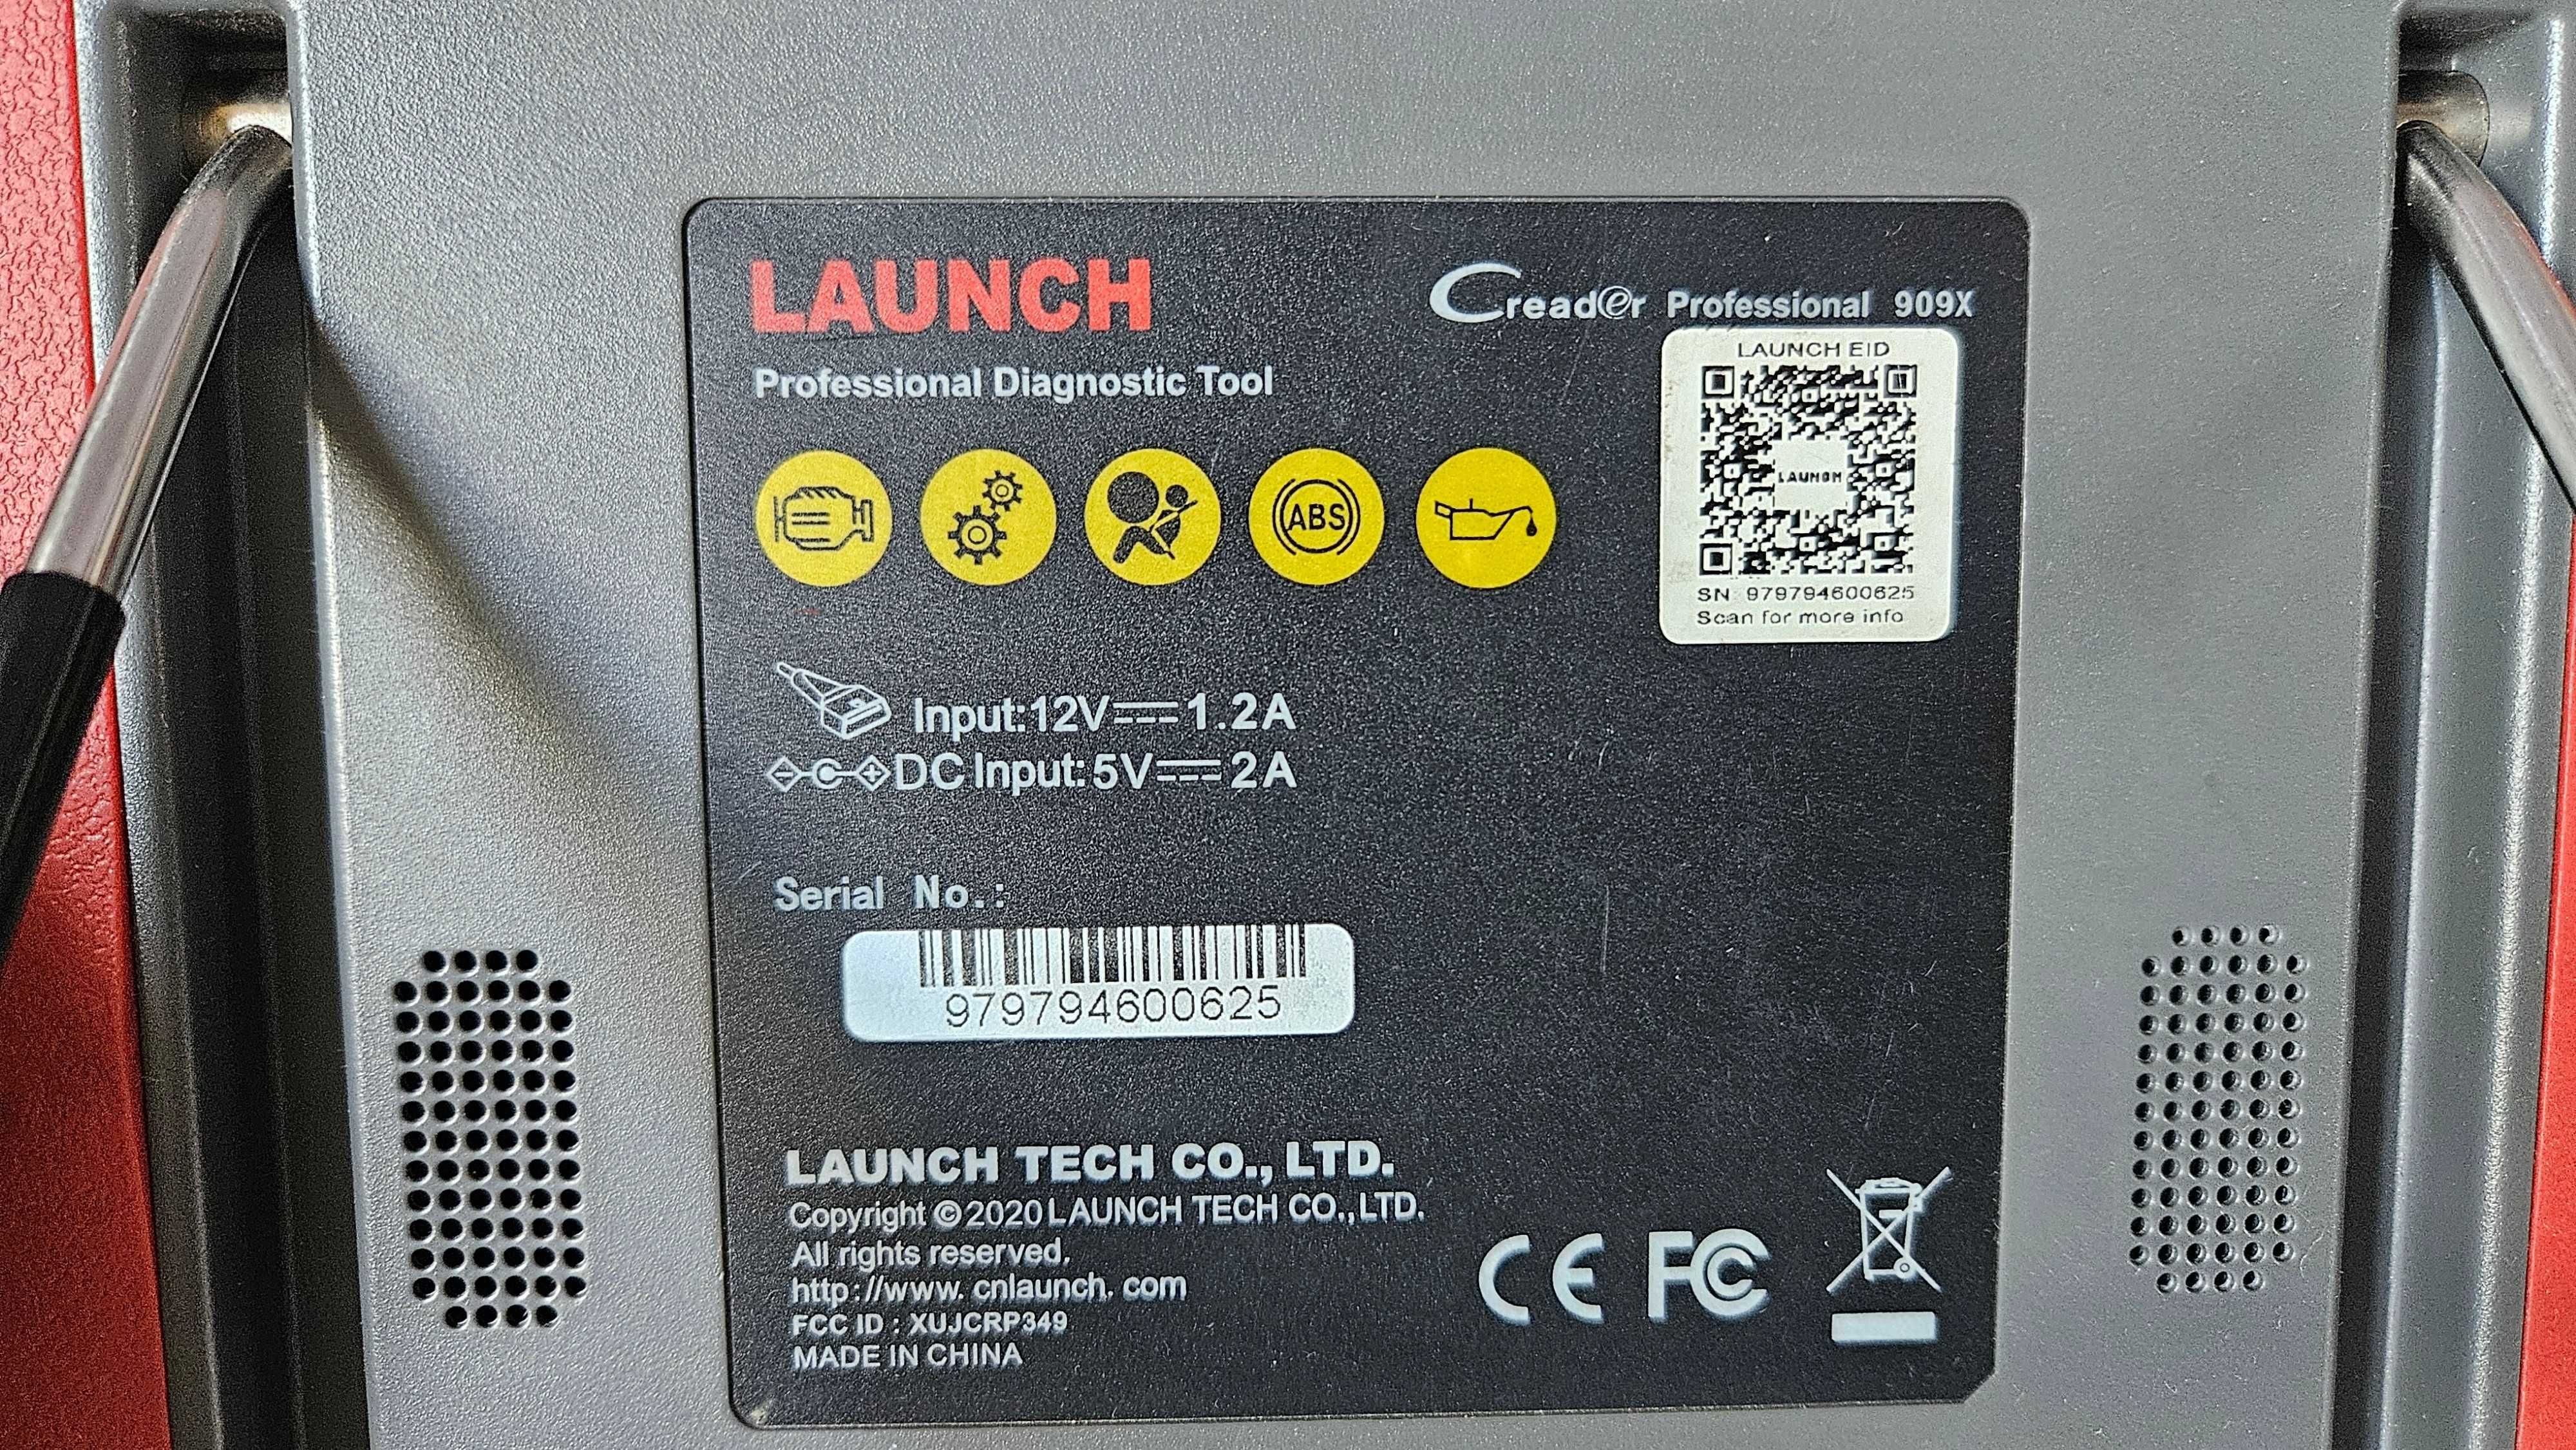 LAUNCH
Creader Professional 909X
Professional Diagnostic Tool
LAUNCH EID
LAUNCH
SN 979794600625
Scan for more info
ABS
Input:12V 1.2A
DC Input:5V 2A
Serial No.:
979794600625
LAUNCH TECH CO., LTD.
Copyright © 2020 LAUNCH TECH CO.,LTD.
All rights reserved.
http://www.cnlaunch.com
FCC ID : XUJCRP349
MADE IN CHINA
CE FC